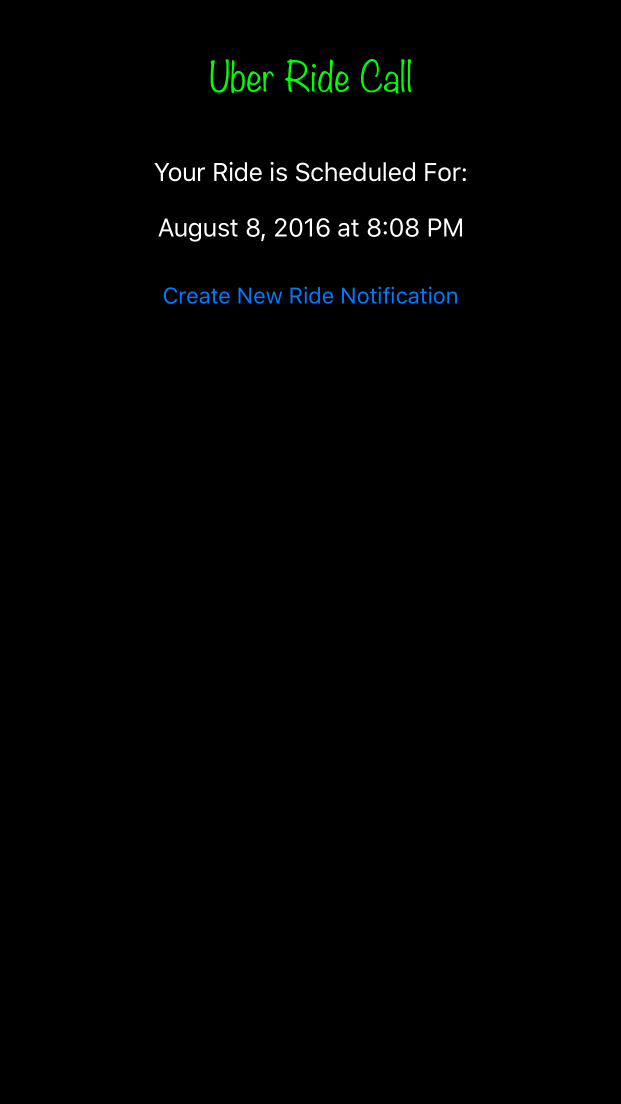 Uber Ride Call
Your Ride is Scheduled For:
August 8, 2016 at 8:08 PM
Create New Ride Notification